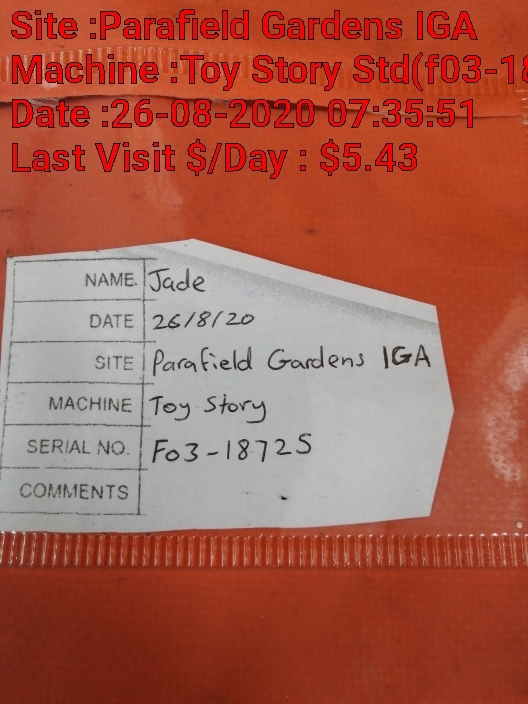 Site :Parafield Gardens IGA
Machine :Toy Story Std(f03-18
Date :26-08-2020 07:35:51
Last Visit $/Day : $5.43
NAME. Jade
DATE 26/8/20
SITE Parafield Gardens IGA
MACHINE Toy Story
SERIAL NO. F03-18725
COMMENTS